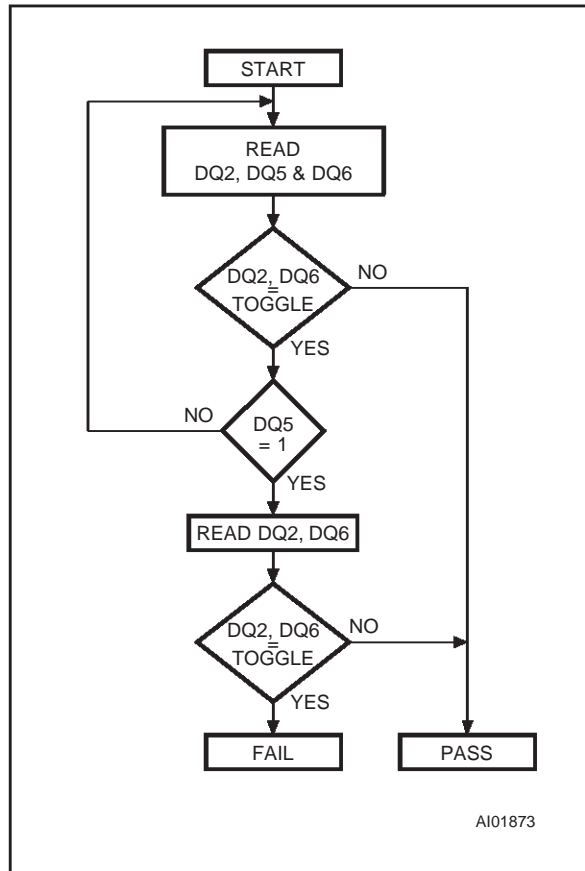 START
READ
DQ2, DQ5 & DQ6
DQ2, DQ6
=
TOGGLE
NO
YES
NO
DQ5
= 1
YES
READ DQ2, DQ6
DQ2, DQ6
=
TOGGLE
NO
YES
FAIL
PASS
AI01873